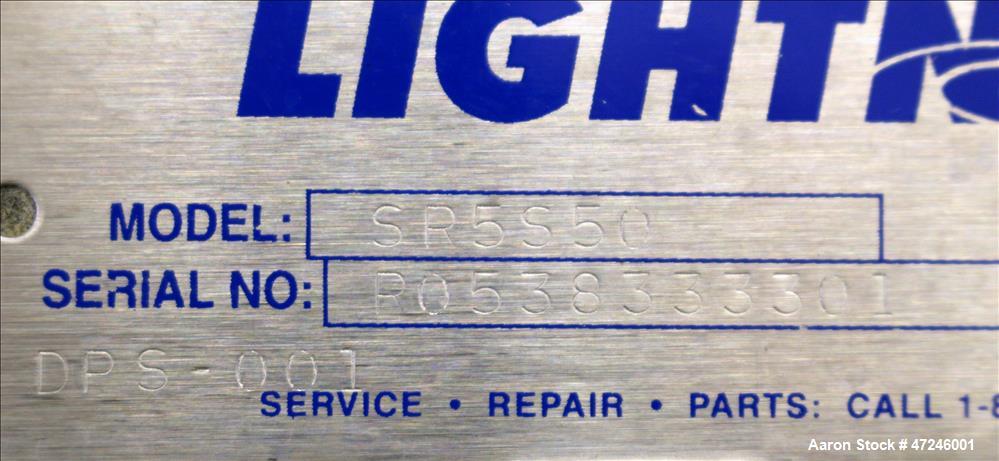 LIGHTN
MODEL: SR5S50
SERIAL NO: R0538333301
DPS-001
SERVICE • REPAIR • PARTS: CALL 1-8
Aaron Stock # 47246001